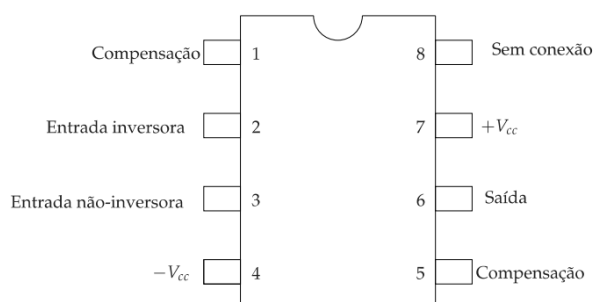 Compensação 1 8 Sem conexão
Entrada inversora 2 7 +Vcc
Entrada não-inversora 3 6 Saída
−Vcc 4 5 Compensação